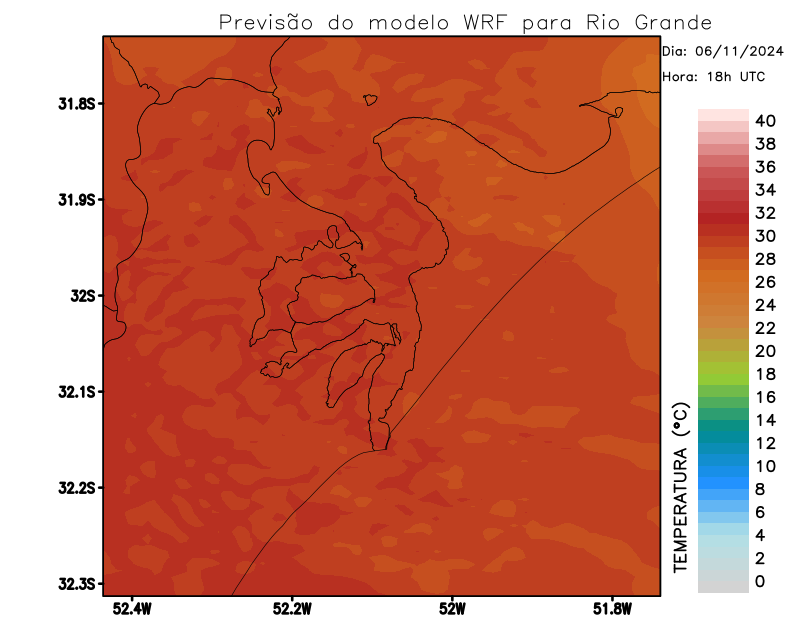 Previsão do modelo WRF para Rio Grande
Dia: 06/11/2024
Hora: 18h UTC
31.8S
31.9S
32S
32.1S
32.2S
32.3S
52.4W
52.2W
52W
51.8W
TEMPERATURA (°C)
40
38
36
34
32
30
28
26
24
22
20
18
16
14
12
10
8
6
4
2
0